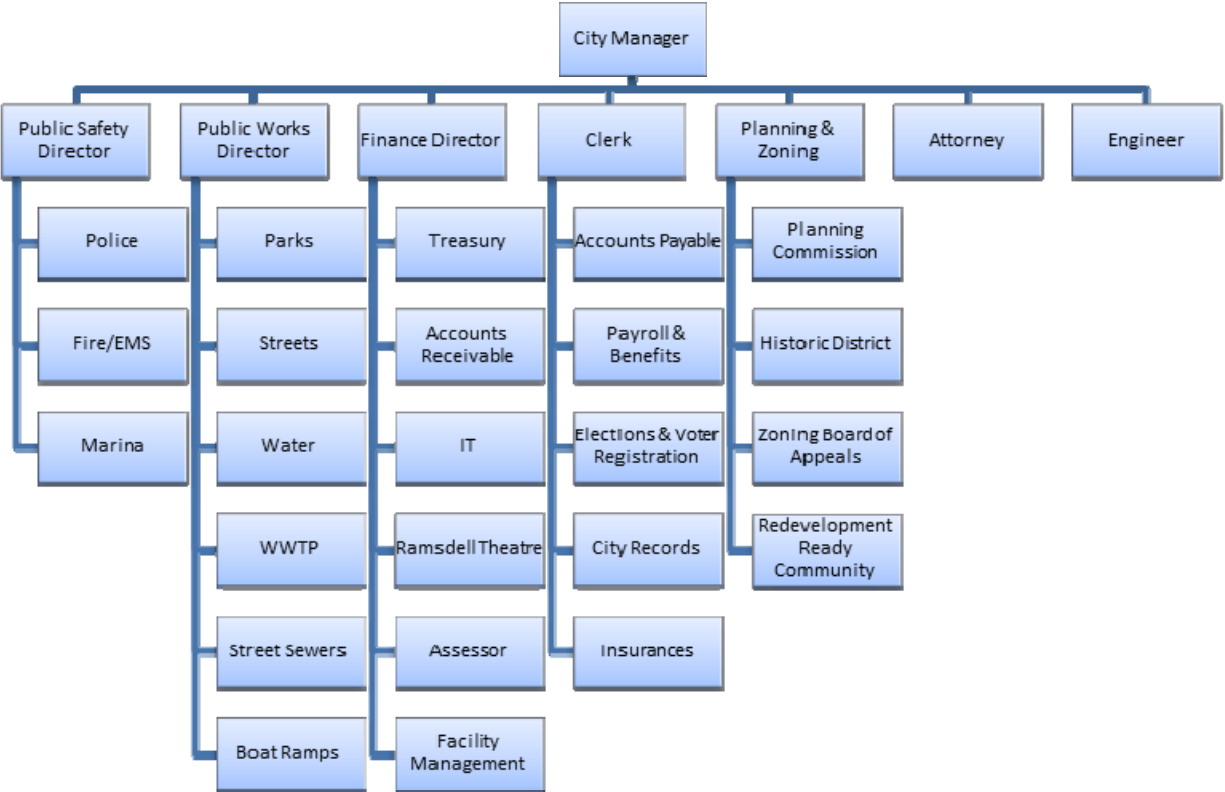 City Manager
Public Safety
Director
Public Works
Director
Finance Director
Clerk
Planning &
Zoning
Attorney
Engineer
Police
Fire/EMS
Marina
Parks
Streets
Water
WWTP
Street Sewers
Boat Ramps
Treasury
Accounts
Receivable
IT
Ramsdell Theatre
Assessor
Facility
Management
Accounts Payable
Payroll &
Benefits
Elections & Voter
Registration
City Records
Insurances
Planning
Commission
Historic District
Zoning Board of
Appeals
Redevelopment
Ready
Community